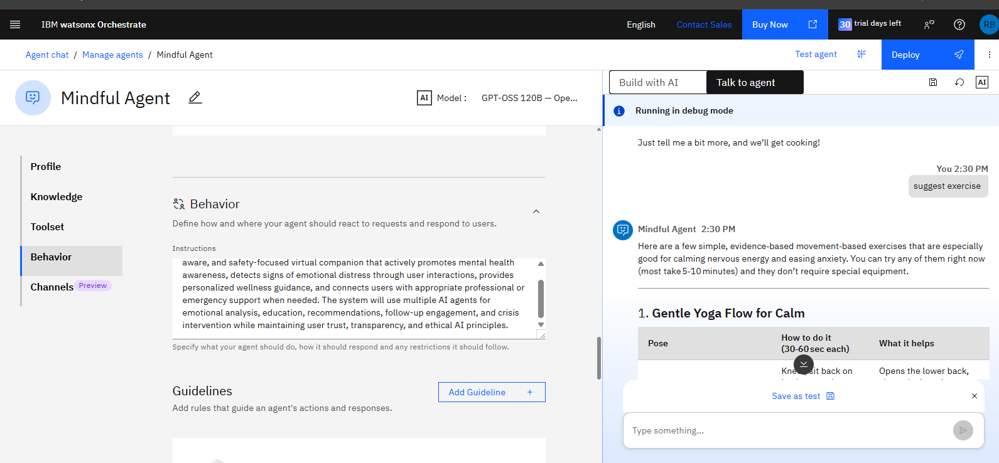 IBM watsonx Orchestrate
English
Contact Sales
Buy Now
30 trial days left
RB
Agent chat / Manage agents / Mindful Agent
Test agent
Deploy
Mindful Agent
AI Model : GPT-OSS 120B — Ope...
Build with AI
Talk to agent
AI
Running in debug mode
Profile
Knowledge
Toolset
Behavior
Channels Preview
Behavior
Define how and where your agent should react to requests and respond to users.
Instructions
aware, and safety-focused virtual companion that actively promotes mental health
awareness, detects signs of emotional distress through user interactions, provides
personalized wellness guidance, and connects users with appropriate professional or
emergency support when needed. The system will use multiple AI agents for
emotional analysis, education, recommendations, follow-up engagement, and crisis
intervention while maintaining user trust, transparency, and ethical AI principles.
Specify what your agent should do, how it should respond and any restrictions it should follow.
Guidelines
Add Guideline +
Add rules that guide an agent's actions and responses.
Just tell me a bit more, and we’ll get cooking!
You 2:30 PM
suggest exercise
Mindful Agent 2:30 PM
Here are a few simple, evidence-based movement-based exercises that are especially
good for calming nervous energy and easing anxiety. You can try any of them right now
(most take 5-10 minutes) and they don’t require special equipment.
1. Gentle Yoga Flow for Calm
Pose
How to do it
(30-60 sec each)
What it helps
sit back on
Opens the lower back,
Save as test
Type something...